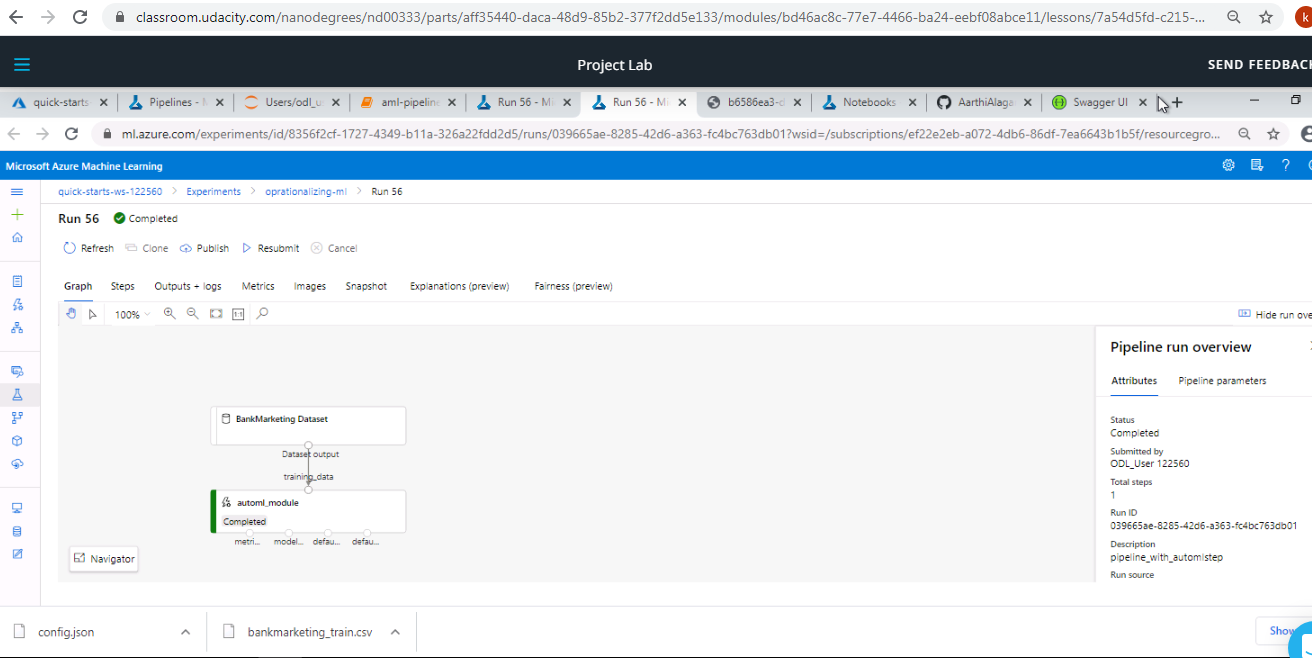 classroom.udacity.com/nanodegrees/nd00333/parts/aff35440-daca-48d9-85b2-377f2dd5e133/modules/bd46ac8c-77e7-4466-ba24-eebf08abce11/lessons/7a54d5fd-c215-...
k
Project Lab
SEND FEEDBACK
quick-starts
Pipelines -
Users/odl_u
aml-pipeline
Run 56 - Mi
Run 56 - Mi
b6586ea3-d
Notebooks
AarthiAlaga
Swagger UI
ml.azure.com/experiments/id/8356f2cf-1727-4349-b11a-326a22fdd2d5/runs/039665ae-8285-42d6-a363-fc4bc763db01?wsid=/subscriptions/ef22e2eb-a072-4db6-86df-7ea6643b1b5f/resourcegro...
Microsoft Azure Machine Learning
quick-starts-ws-122560 > Experiments > oprationalizing-ml > Run 56
Run 56 Completed
Refresh Clone Publish Resubmit Cancel
Graph Steps Outputs + logs Metrics Images Snapshot Explanations (preview) Fairness (preview)
100%
1:1
Hide run ove
BankMarketing Dataset
Dataset output
training_data
automl_module
Completed
metri... model... defau... defau...
Navigator
Pipeline run overview
Attributes Pipeline parameters
Status
Completed
Submitted by
ODL_User 122560
Total steps
1
Run ID
039665ae-8285-42d6-a363-fc4bc763db01
Description
pipeline_with_automlstep
Run source
config.json
bankmarketing_train.csv
Show